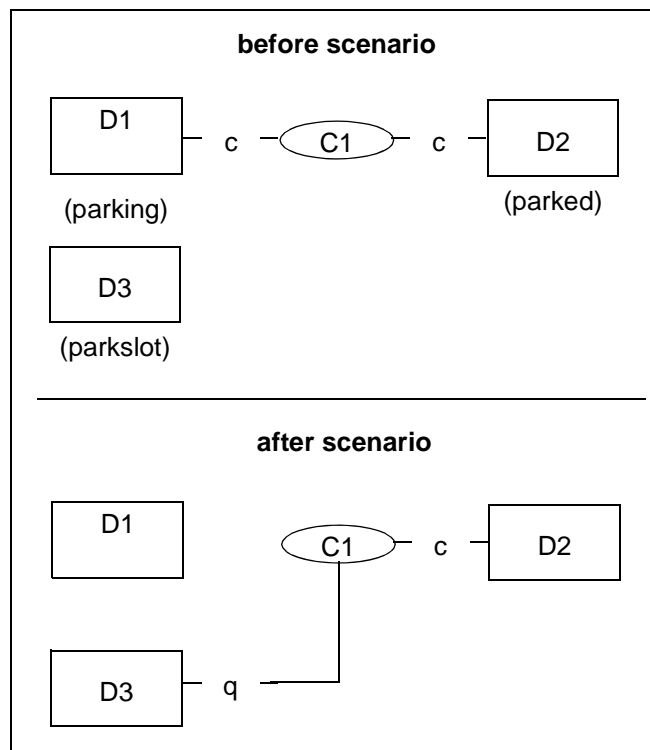 before scenario
D1 c C1 c D2
(parking) (parked)
D3
(parkslot)
after scenario
D1
C1 c D2
D3 q